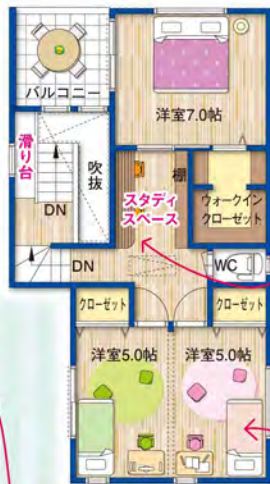 バルコニー
洋室7.0帖
滑り台
吹抜
DN
スタディ
スペース
棚
ウォークイン
クローゼット
DN
WC
クローゼット
クローゼット
洋室5.0帖
洋室5.0帖